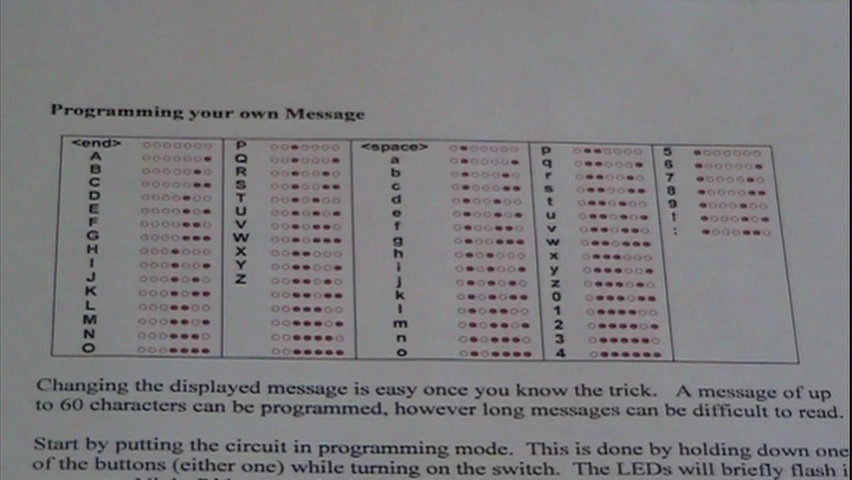 Programming your own Message
<end> ○○○○○○○ P ○○●○○○○ <space> ○●○○○○○ p ○●●○○○○ 5 ●○○○○○○
A ○○○○○○● Q ○○●○○○● a ○●○○○○● q ○●●○○○● 6 ●○○○○○●
B ○○○○○●○ R ○○●○○●○ b ○●○○○●○ r ○●●○○●○ 7 ●○○○○●○
C ○○○○○●● S ○○●○○●● c ○●○○○●● s ○●●○○●● 8 ●○○○○●●
D ○○○○●○○ T ○○●○●○○ d ○●○○●○○ t ○●●○●○○ 9 ●○○○●○○
E ○○○○●○● U ○○●○●○● e ○●○○●○● u ○●●○●○● ! ●○○○●○●
F ○○○○●●○ V ○○●○●●○ f ○●○○●●○ v ○●●○●●○ : ●○○○●●○
G ○○○○●●● W ○○●○●●● g ○●○○●●● w ○●●○●●●
H ○○○●○○○ X ○○●●○○○ h ○●○●○○○ x ○●●●○○○
I ○○○●○○● Y ○○●●○○● i ○●○●○○● y ○●●●○○●
J ○○○●○●○ Z ○○●●○●○ j ○●○●○●○ z ○●●●○●○
K ○○○●○●● ○○●●○●● k ○●○●○●● 0 ○●●●○●●
L ○○○●●○○ ○○●●●○○ l ○●○●●○○ 1 ○●●●●○○
M ○○○●●○● ○○●●●○● m ○●○●●○● 2 ○●●●●○●
N ○○○●●●○ ○○●●●●○ n ○●○●●●○ 3 ○●●●●●○
O ○○○●●●● ○○●●●●● o ○●○●●●● 4 ○●●●●●●
Changing the displayed message is easy once you know the trick. A message of up
to 60 characters can be programmed, however long messages can be difficult to read.
Start by putting the circuit in programming mode. This is done by holding down one
of the buttons (either one) while turning on the switch. The LEDs will briefly flash i